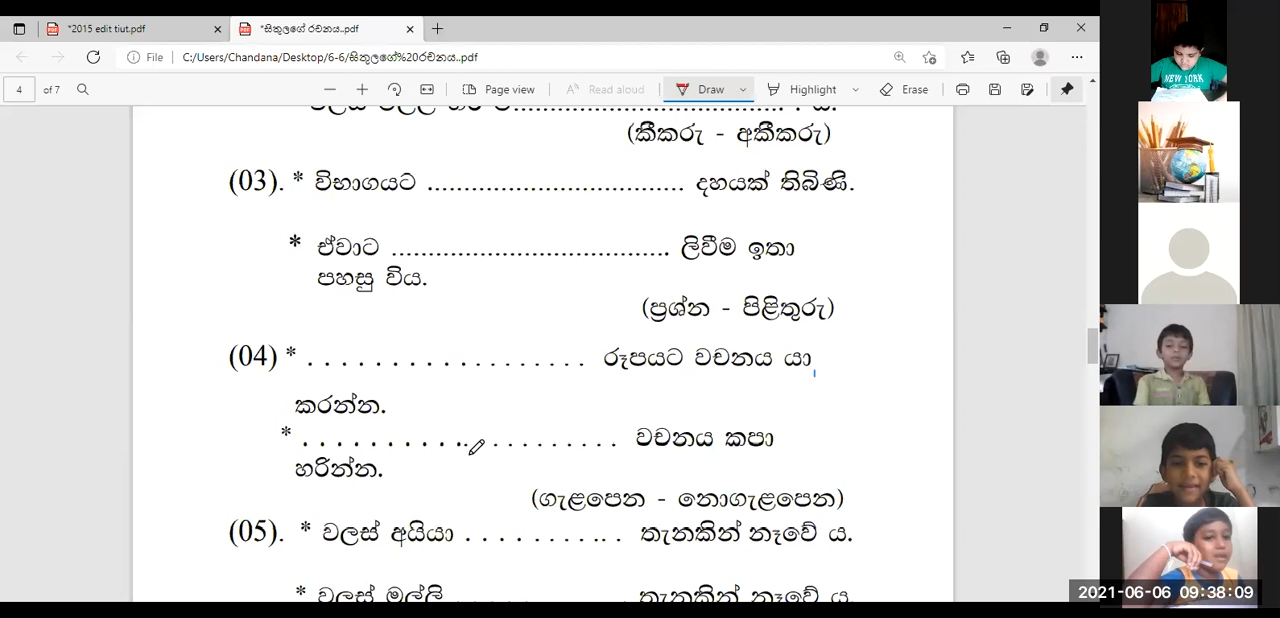 *2015 edit tiut.pdf
*සිතුලගේ රචනය..pdf
File C:/Users/Chandana/Desktop/6-6/සිතුලගේ%20රචනය..pdf
4 of 7 Page view Read aloud Draw Highlight Erase
(කීකරු - අකීකරු)
(03). * විභාගයට ................................ දහයක් තිබිණි.
* ඒවාට ................................... ලිවීම ඉතා
පහසු විය.
(ප්‍රශ්න - පිළිතුරු)
(04) * . . . . . . . . . . . . . . . . . . රූපයට වචනය යා
කරන්න.
* . . . . . . . . . . .. . . . . . . . . . වචනය කපා
හරින්න.
(ගැළපෙන - නොගැළපෙන)
(05). * වලස් අයියා . . . . . . . . . . .. . තැනකින් නෑවේ ය.
* වලස් මල්ලි තැනකින් නෑවේ ය
NEW YORK
2021-06-06 09:38:09